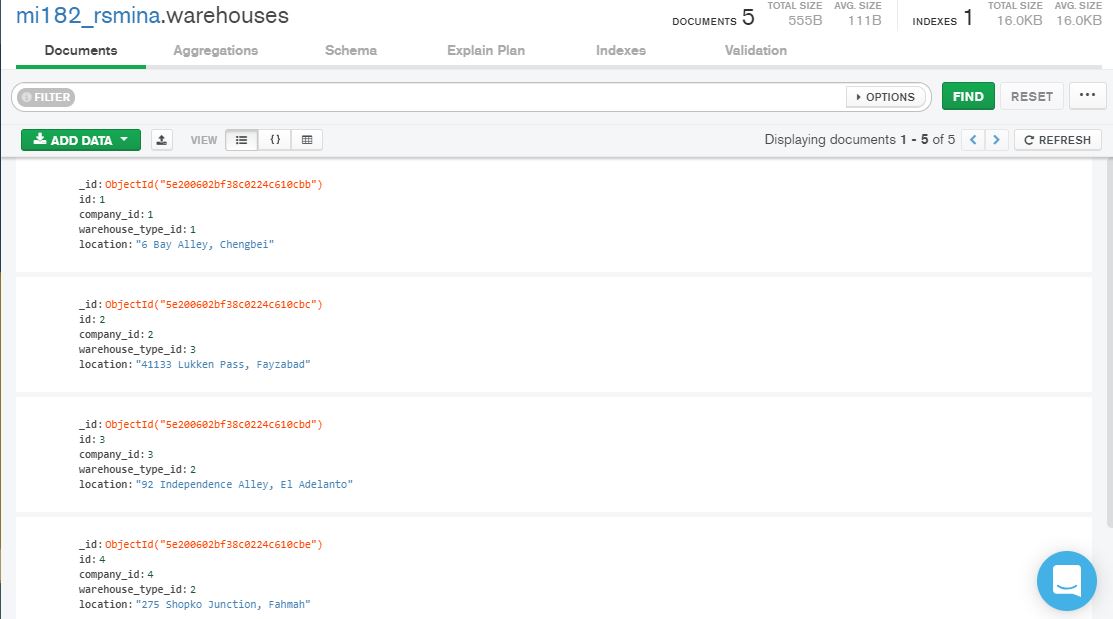 mi182_rsmina.warehouses
DOCUMENTS 5 TOTAL SIZE 555B AVG. SIZE 111B INDEXES 1 TOTAL SIZE 16.0KB AVG. SIZE 16.0KB
Documents Aggregations Schema Explain Plan Indexes Validation
FILTER OPTIONS FIND RESET ...
ADD DATA VIEW {} Displaying documents 1 - 5 of 5 REFRESH
_id: ObjectId("5e200602bf38c0224c610cbb")
id: 1
company_id: 1
warehouse_type_id: 1
location: "6 Bay Alley, Chengbei"
_id: ObjectId("5e200602bf38c0224c610cbc")
id: 2
company_id: 2
warehouse_type_id: 3
location: "41133 Lukken Pass, Fayzabad"
_id: ObjectId("5e200602bf38c0224c610cbd")
id: 3
company_id: 3
warehouse_type_id: 2
location: "92 Independence Alley, El Adelanto"
_id: ObjectId("5e200602bf38c0224c610cbe")
id: 4
company_id: 4
warehouse_type_id: 2
location: "275 Shopko Junction, Fahmah"